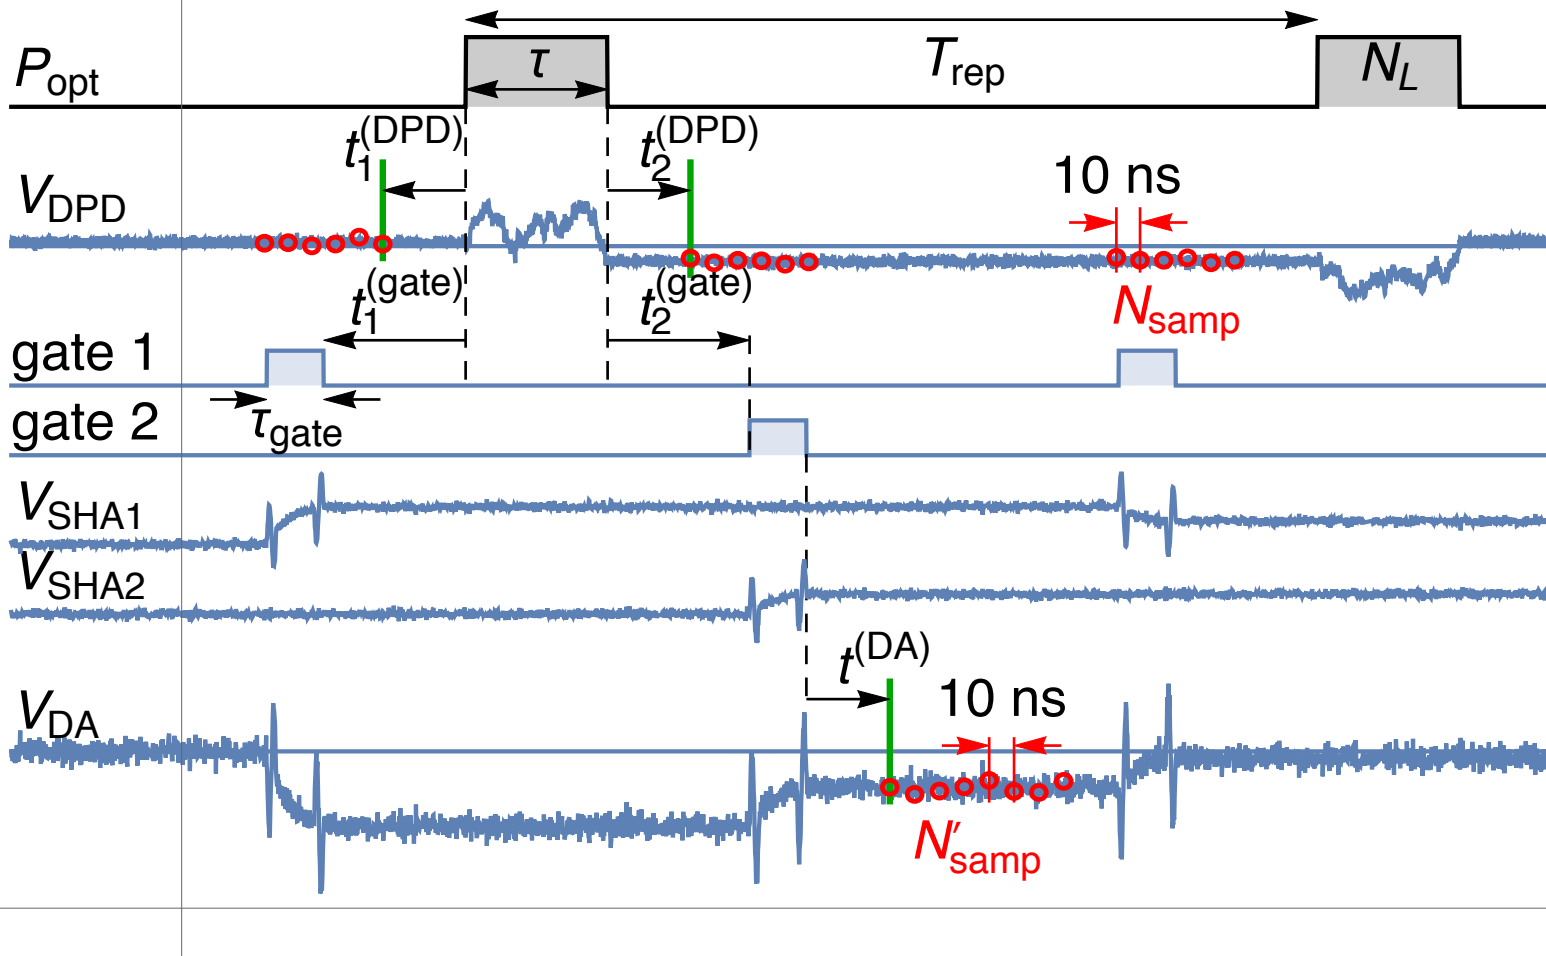 P_opt τ T_rep N_L
t_1^(DPD) t_2^(DPD) 10 ns
V_DPD
t_1^(gate) t_2^(gate) N_samp
gate 1
gate 2 τ_gate
V_SHA1
V_SHA2
t^(DA) 10 ns
V_DA
N′_samp